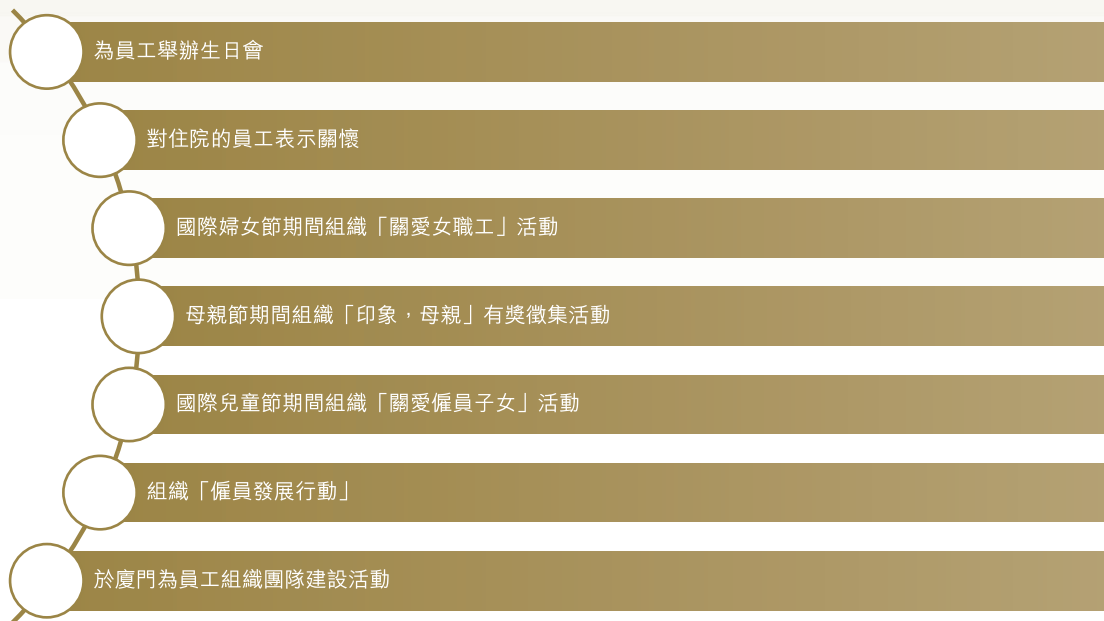 為員工舉辦生日會
對住院的員工表示關懷
國際婦女節期間組織「關愛女職工」活動
母親節期間組織「印象，母親」有獎徵集活動
國際兒童節期間組織「關愛僱員子女」活動
組織「僱員發展行動」
於廈門為員工組織團隊建設活動